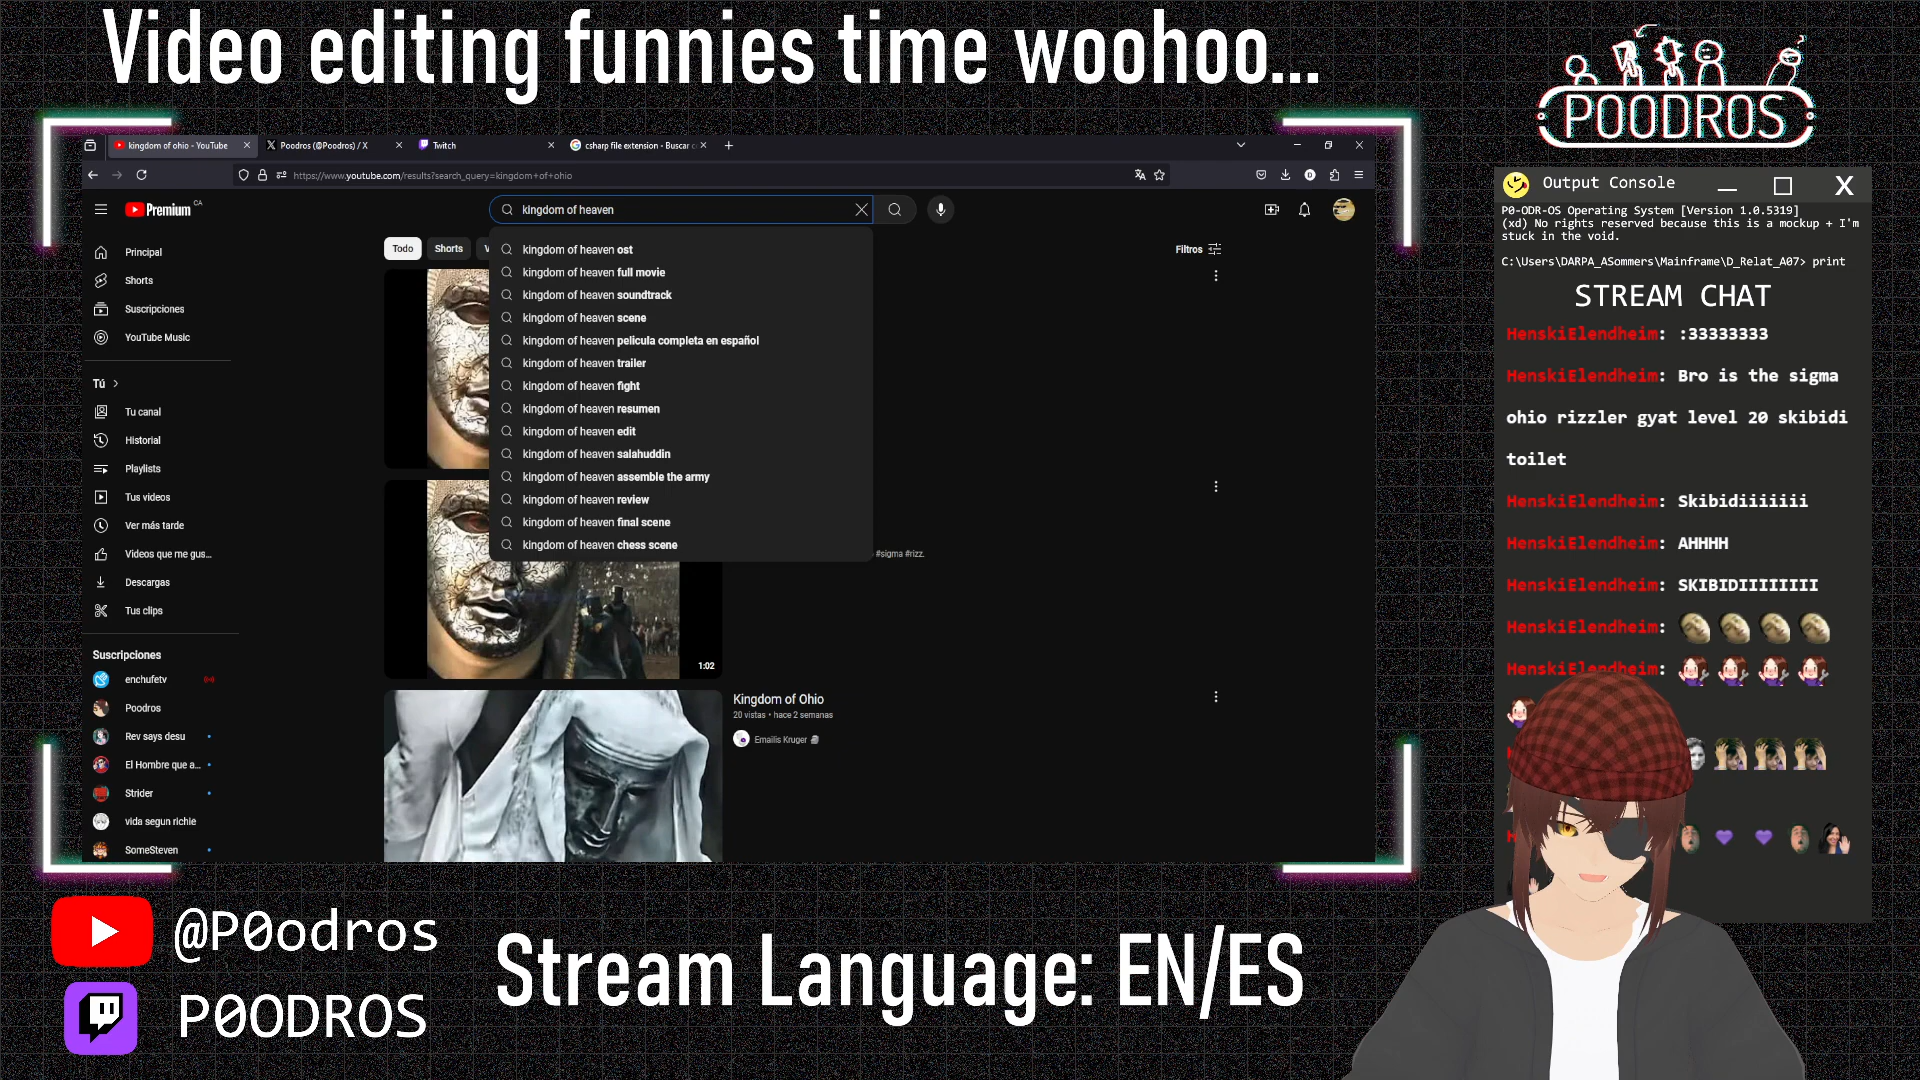 Video editing funnies time woohoo...
POODROS
kingdom of ohio - YouTube
Poodros (@Poodros) / X
Twitch
csharp file extension - Buscar c
https://www.youtube.com/results?search_query=kingdom+of+ohio
Premium CA
kingdom of heaven
Principal
Shorts
Suscripciones
YouTube Music
Tú
Tu canal
Historial
Playlists
Tus videos
Ver más tarde
Videos que me gus...
Descargas
Tus clips
Suscripciones
enchufetv
Poodros
Rev says desu
El Hombre que a...
Strider
vida segun richie
SomeSteven
Todo
Shorts
V
Filtros
kingdom of heaven ost
kingdom of heaven full movie
kingdom of heaven soundtrack
kingdom of heaven scene
kingdom of heaven pelicula completa en español
kingdom of heaven trailer
kingdom of heaven fight
kingdom of heaven resumen
kingdom of heaven edit
kingdom of heaven salahuddin
kingdom of heaven assemble the army
kingdom of heaven review
kingdom of heaven final scene
kingdom of heaven chess scene
#sigma #rizz.
1:02
Kingdom of Ohio
20 vistas • hace 2 semanas
Emailis Kruger
Output Console
P0-ODR-OS Operating System [Version 1.0.5319]
(xd) No rights reserved because this is a mockup + I'm
stuck in the void.
C:\Users\DARPA_ASommers\Mainframe\D_Relat_A07> print
STREAM CHAT
HenskiElendheim: :33333333
HenskiElendheim: Bro is the sigma
ohio rizzler gyat level 20 skibidi
toilet
HenskiElendheim: Skibidiiiiiii
HenskiElendheim: AHHHH
HenskiElendheim: SKIBIDIIIIIIII
HenskiElendheim:
HenskiElendheim:
@P0odros
P0ODROS
Stream Language: EN/ES